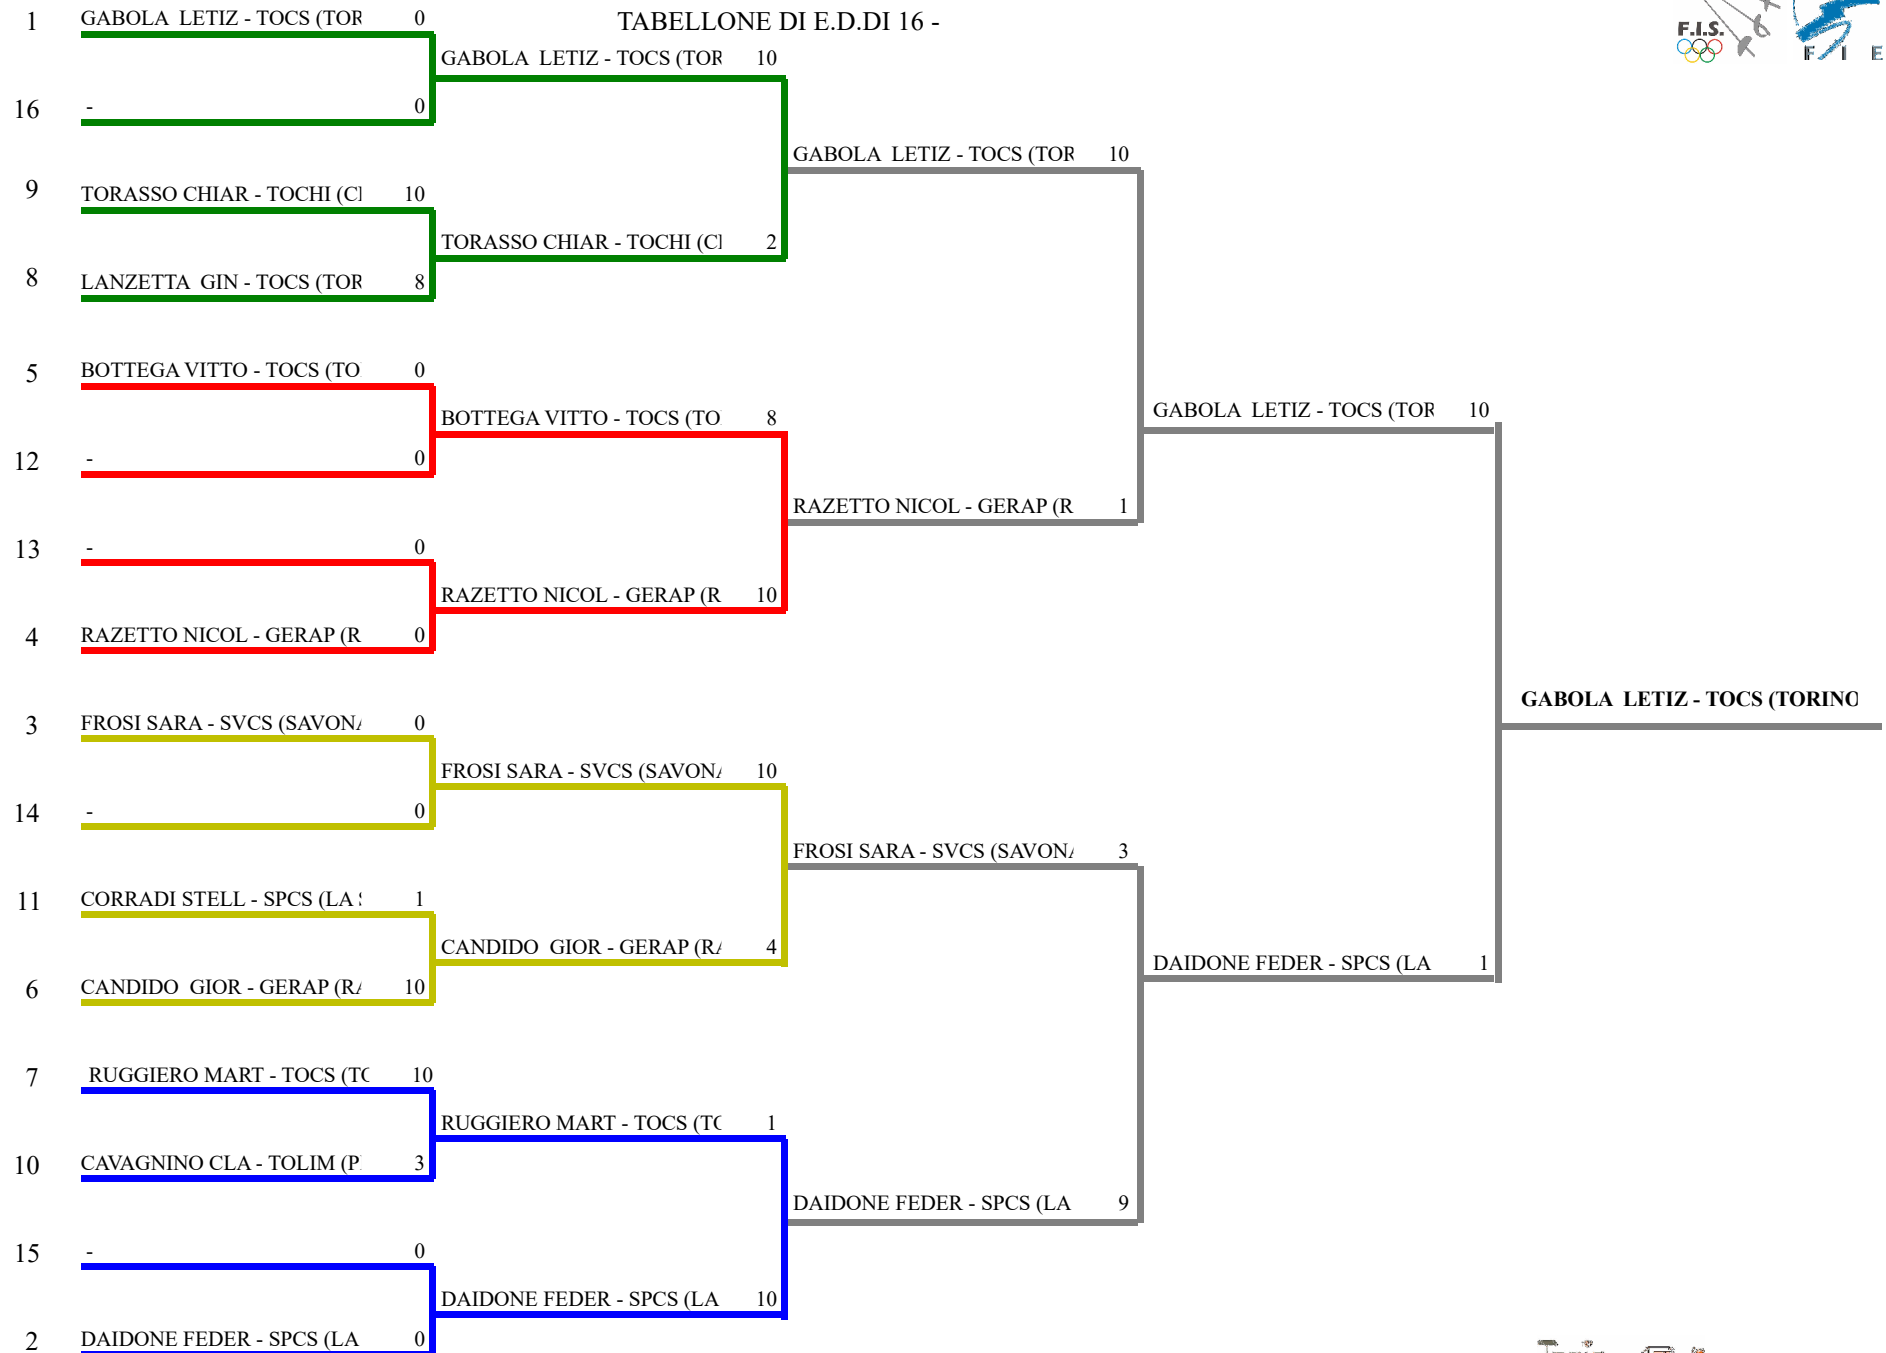 TABELLONE DI E.D.DI 16 -
F.I.S.
F I E
1 GABOLA LETIZ - TOCS (TOR 0
GABOLA LETIZ - TOCS (TOR 10
16 - 0
GABOLA LETIZ - TOCS (TOR 10
9 TORASSO CHIAR - TOCHI (CI 10
TORASSO CHIAR - TOCHI (CI 2
8 LANZETTA GIN - TOCS (TOR 8
5 BOTTEGA VITTO - TOCS (TO 0
BOTTEGA VITTO - TOCS (TO 8
GABOLA LETIZ - TOCS (TOR 10
12 - 0
RAZETTO NICOL - GERAP (R 1
13 - 0
RAZETTO NICOL - GERAP (R 10
4 RAZETTO NICOL - GERAP (R 0
GABOLA LETIZ - TOCS (TORINO
3 FROSI SARA - SVCS (SAVONA 0
FROSI SARA - SVCS (SAVONA 10
14 - 0
FROSI SARA - SVCS (SAVONA 3
11 CORRADI STELL - SPCS (LA S 1
CANDIDO GIOR - GERAP (RA 4
DAIDONE FEDER - SPCS (LA 1
6 CANDIDO GIOR - GERAP (RA 10
7 RUGGIERO MART - TOCS (TO 10
RUGGIERO MART - TOCS (TO 1
10 CAVAGNINO CLA - TOLIM (P 3
DAIDONE FEDER - SPCS (LA 9
15 - 0
DAIDONE FEDER - SPCS (LA 10
2 DAIDONE FEDER - SPCS (LA 0